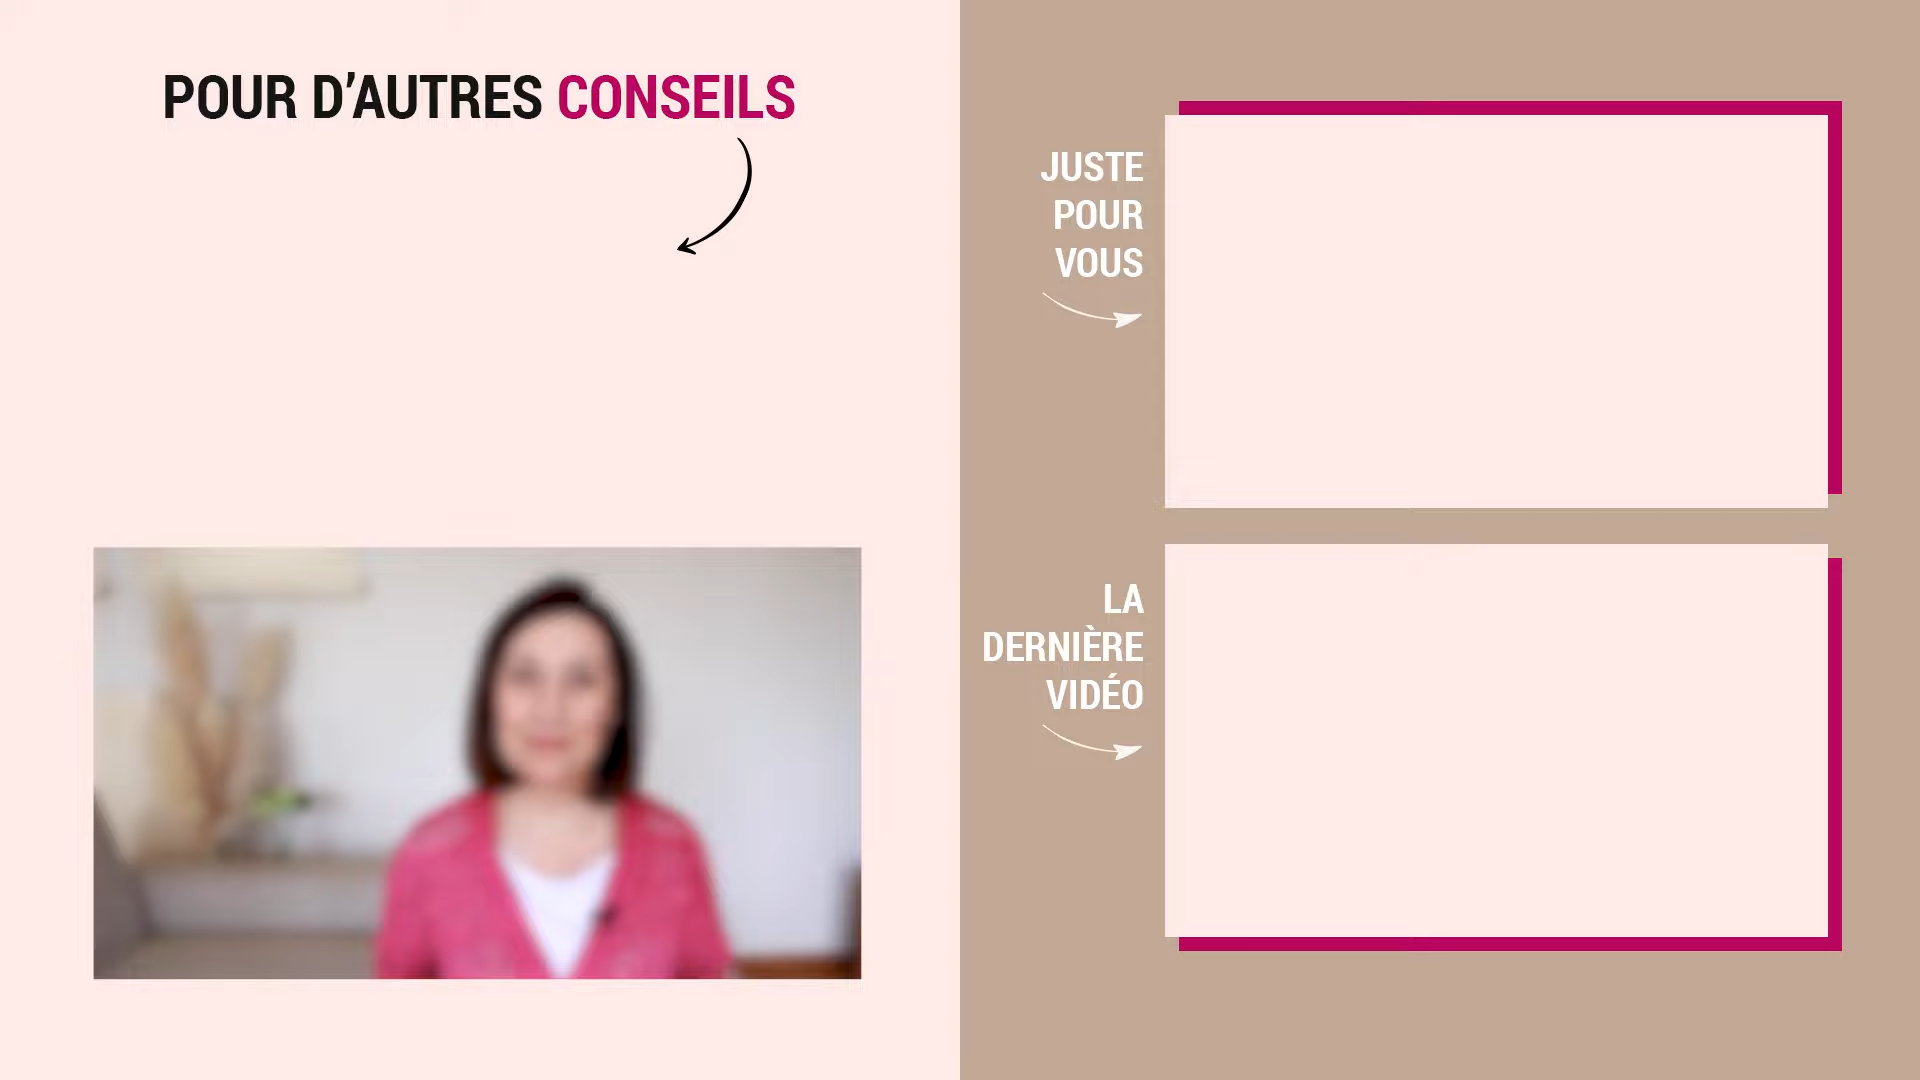 POUR D’AUTRES CONSEILS
JUSTE
POUR
VOUS
LA
DERNIÈRE
VIDÉO